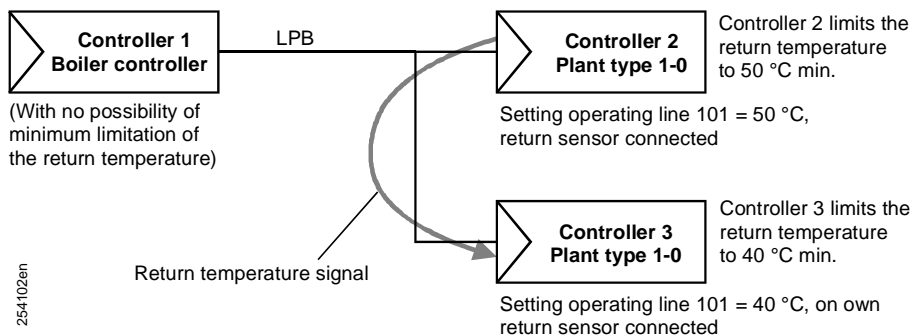 Controller 1
Boiler controller
(With no possibility of
minimum limitation of
the return temperature)
LPB
Controller 2
Plant type 1-0
Controller 2 limits the
return temperature
to 50 °C min.
Setting operating line 101 = 50 °C,
return sensor connected
Controller 3
Plant type 1-0
Controller 3 limits the
return temperature
to 40 °C min.
Return temperature signal
Setting operating line 101 = 40 °C, on own
return sensor connected
254102en